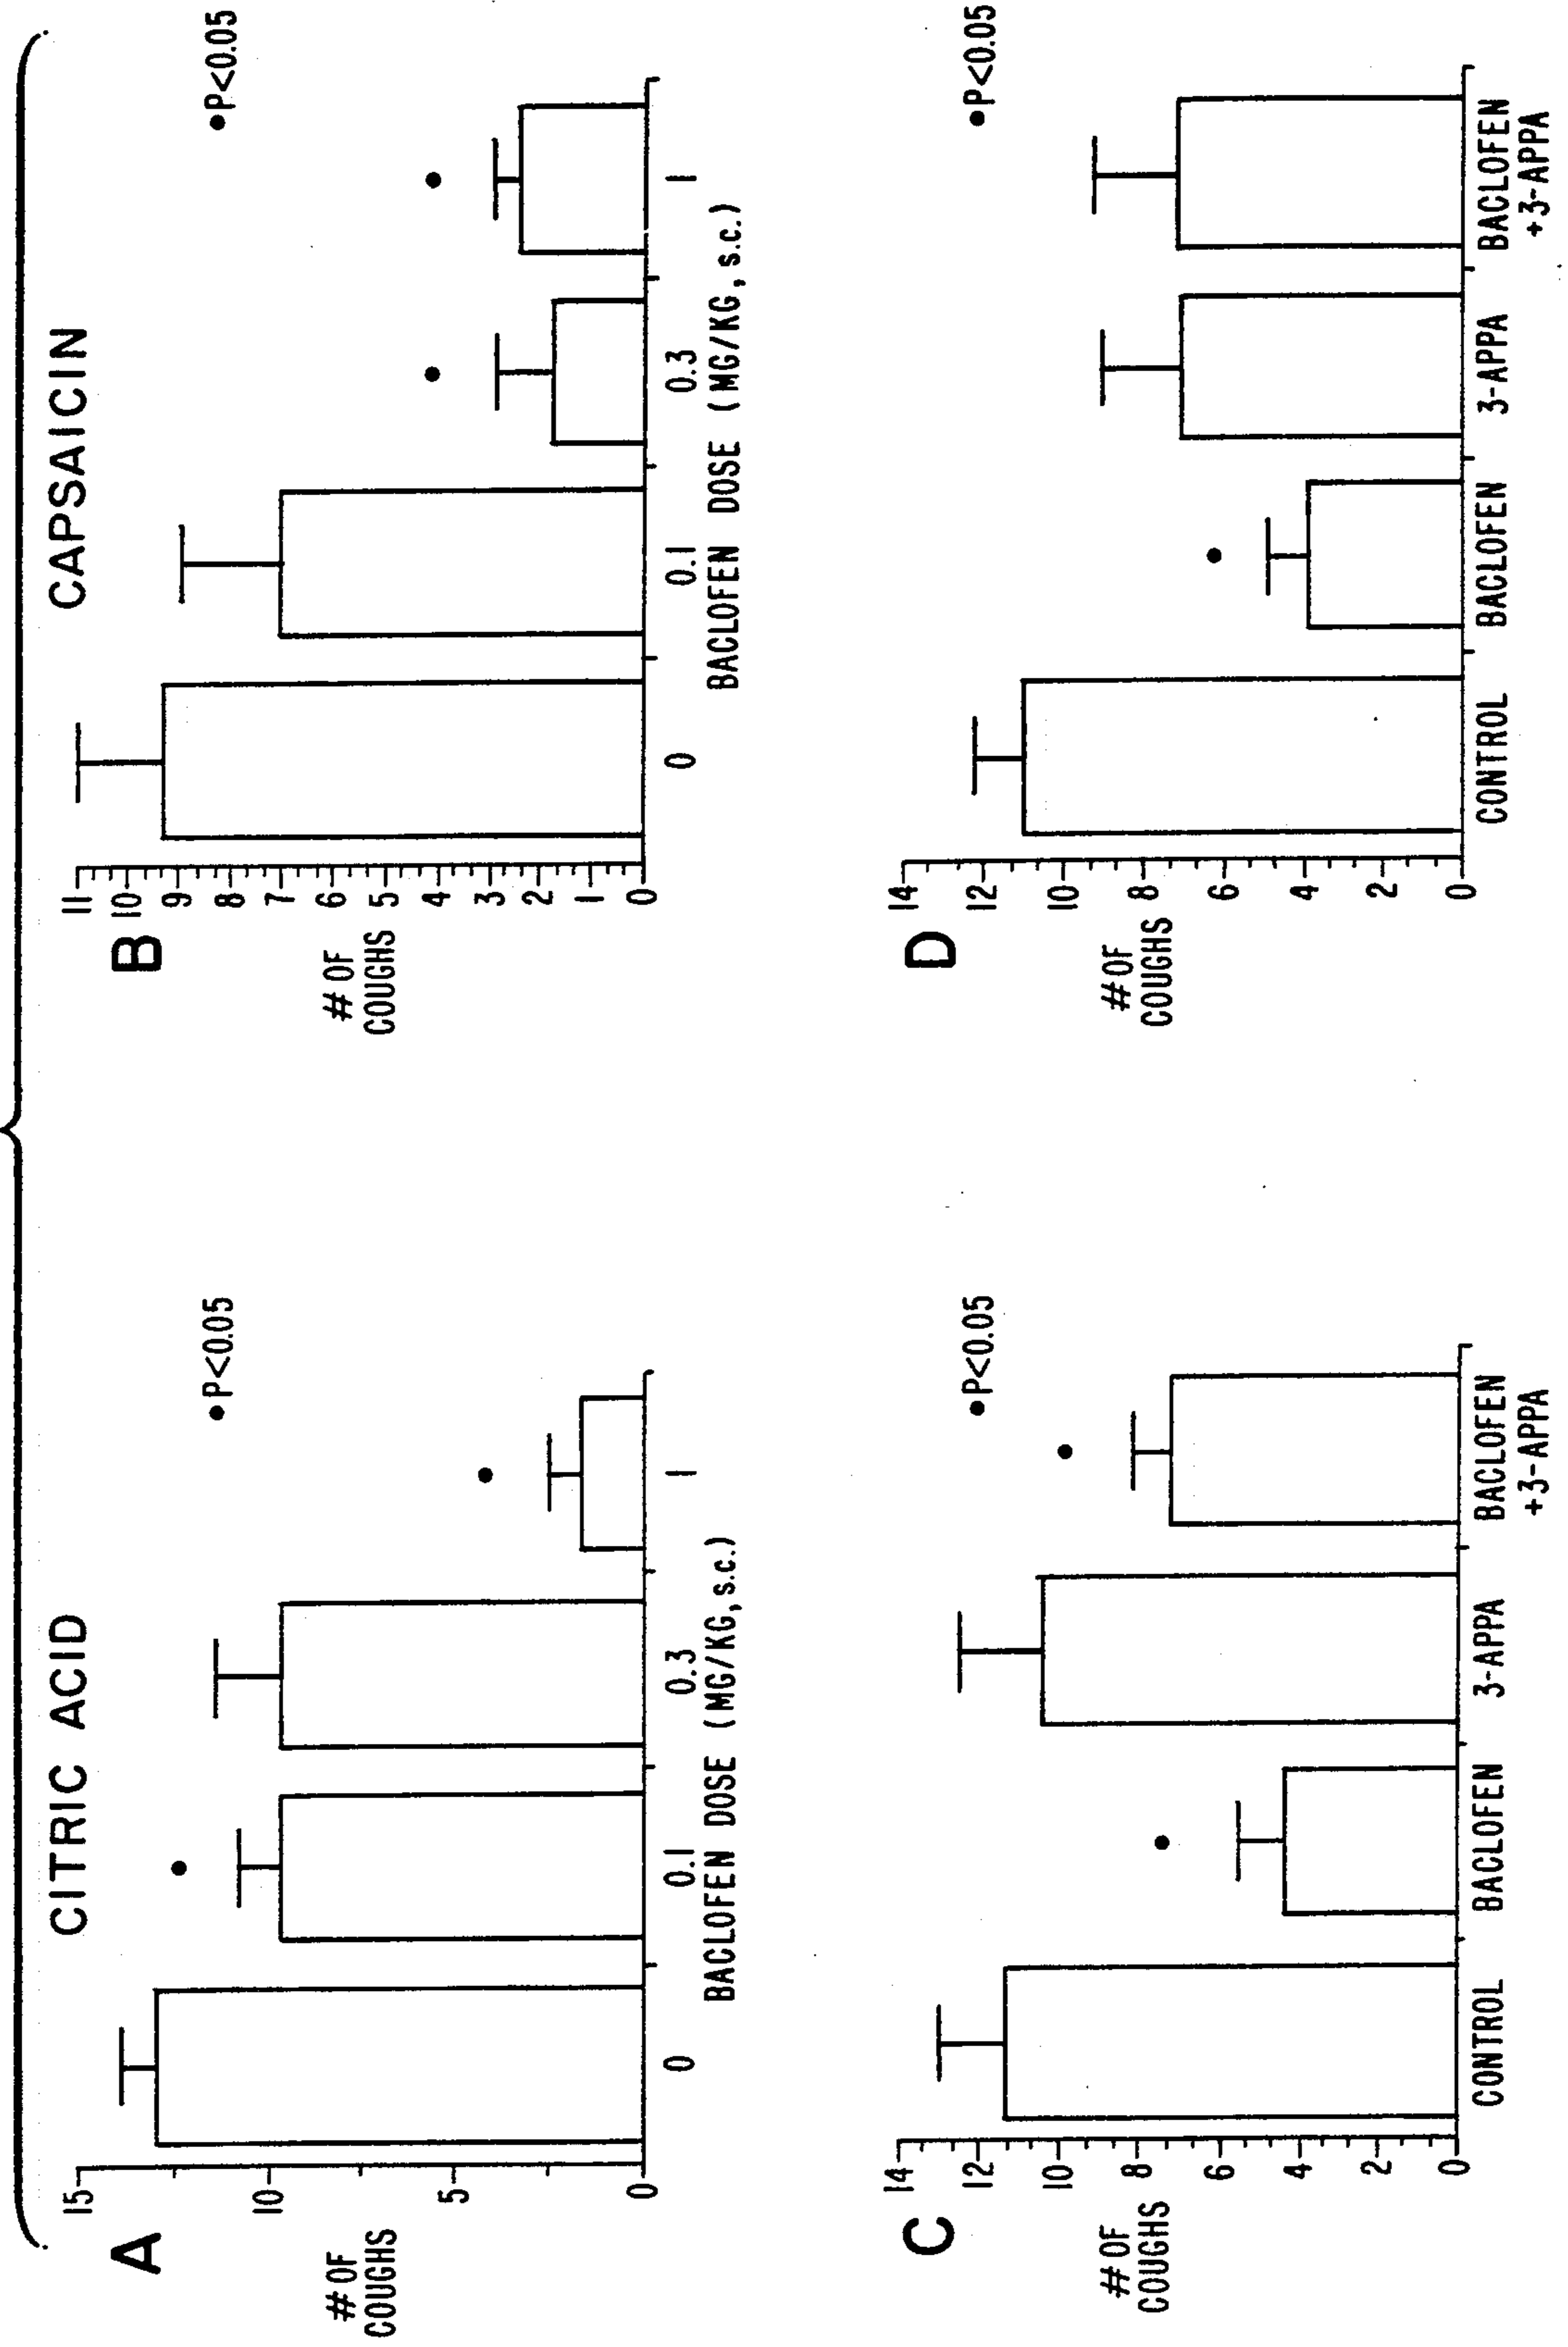 CITRIC ACID
A
# OF
COUGHS
15
10
5
0
●P<0.05
0 0.1 0.3 1
BACLOFEN DOSE (MG/KG, s.c.)
CAPSAICIN
B
# OF
COUGHS
11
10
9
8
7
6
5
4
3
2
1
0
●P<0.05
0 0.1 0.3 1
BACLOFEN DOSE (MG/KG, s.c.)
C
# OF
COUGHS
14
12
10
8
6
4
2
0
●P<0.05
CONTROL BACLOFEN 3-APPA BACLOFEN
+3-APPA
D
# OF
COUGHS
14
12
10
8
6
4
2
0
●P<0.05
CONTROL BACLOFEN 3-APPA BACLOFEN
+3-APPA